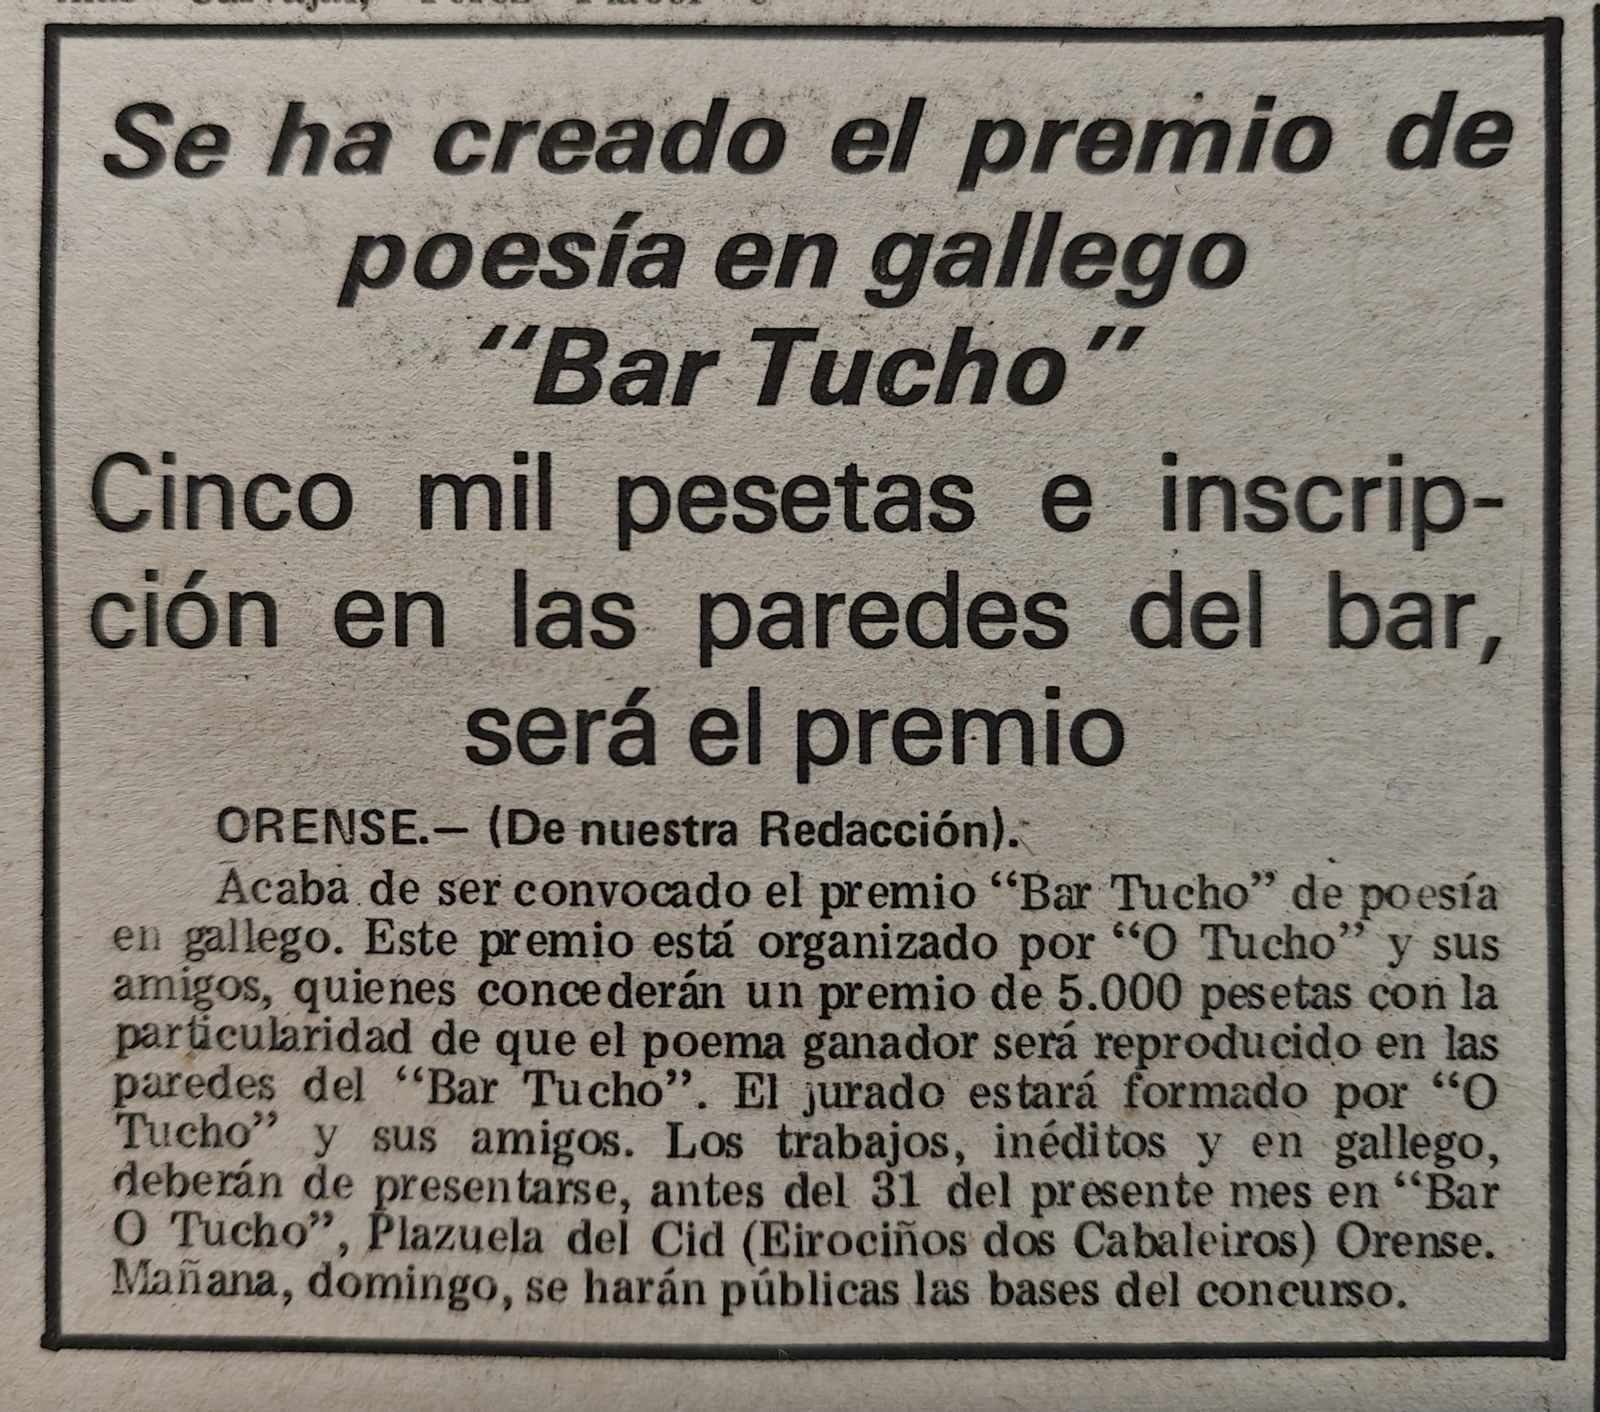 Se ha creado el premio de
poesía en gallego
“Bar Tucho”
Cinco mil pesetas e inscrip-
ción en las paredes del bar,
será el premio
ORENSE.— (De nuestra Redacción).
Acaba de ser convocado el premio “Bar Tucho” de poesía
en gallego. Este premio está organizado por “O Tucho” y sus
amigos, quienes concederán un premio de 5.000 pesetas con la
particularidad de que el poema ganador será reproducido en las
paredes del “Bar Tucho”. El jurado estará formado por “O
Tucho” y sus amigos. Los trabajos, inéditos y en gallego,
deberán de presentarse, antes del 31 del presente mes en “Bar
O Tucho”, Plazuela del Cid (Eirociños dos Cabaleiros) Orense.
Mañana, domingo, se harán públicas las bases del concurso.